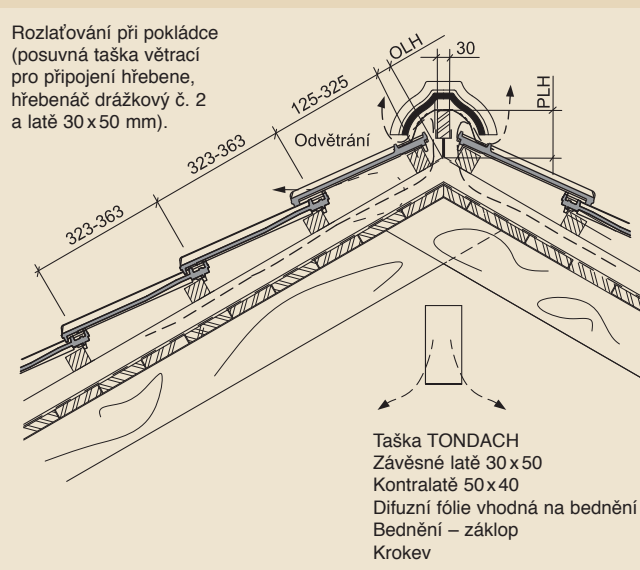 Rozlaťování při pokládce
(posuvná taška větrací
pro připojení hřebene,
hřebenáč drážkový č. 2
a latě 30 x 50 mm).
OLH
30
PLH
125-325
Odvětrání
323-363
323-363
Taška TONDACH
Závěsné latě 30 x 50
Kontralatě 50 x 40
Difuzní fólie vhodná na bednění
Bednění – záklop
Krokev